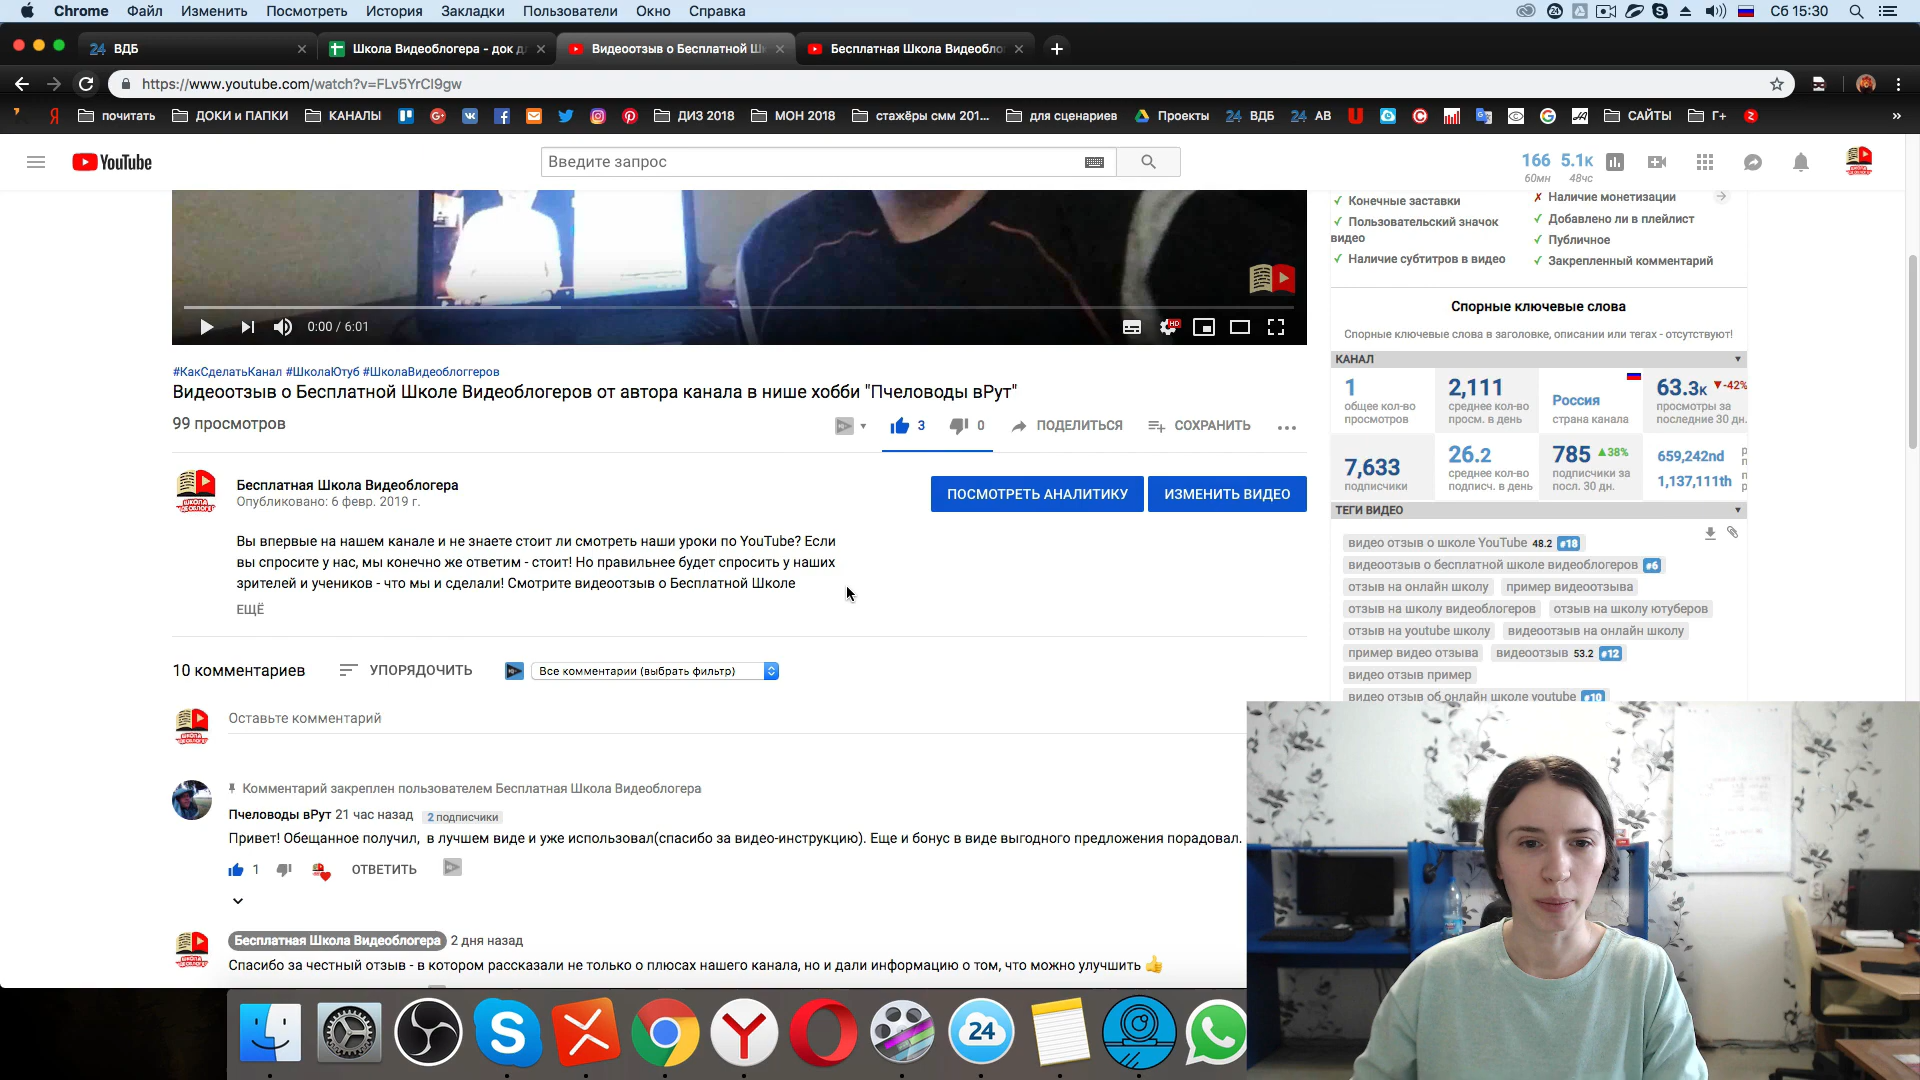 Chrome Файл Изменить Просмотреть История Закладки Пользователи Окно Справка Сб 15:30
24 ВДБ Школа Видеоблогера - док д Видеоотзыв о Бесплатной Ш Бесплатная Школа Видеобло
https://www.youtube.com/watch?v=FLv5YrCI9gw
почитать ДОКИ и ПАПКИ КАНАЛЫ ДИЗ 2018 МОН 2018 стажёры смм 201... для сценариев Проекты 24 ВДБ 24 АВ САЙТЫ Г+ »
YouTube Введите запрос 166 5.1к
60мн 48чс
✓ Конечные заставки ✗ Наличие монетизации
✓ Пользовательский значок видео ✓ Добавлено ли в плейлист
✓ Публичное
✓ Наличие субтитров в видео ✓ Закрепленный комментарий
Спорные ключевые слова
Спорные ключевые слова в заголовке, описании или тегах - отсутствуют!
0:00 / 6:01 HD
КАНАЛ
1 2,111 Россия 63.3к ▼-42%
общее кол-во просмотров среднее кол-во просм. в день страна канала просмотры за последние 30 дн.
7,633 26.2 785 ▲38% 659,242nd
подписчики среднее кол-во подписч. в день подписчики за посл. 30 дн. 1,137,111th
ТЕГИ ВИДЕО
видео отзыв о школе YouTube 48.2 #18
видеоотзыв о бесплатной школе видеоблогеров #6
отзыв на онлайн школу пример видеоотзыва
отзыв на школу видеоблогеров отзыв на школу ютуберов
отзыв на youtube школу видеоотзыв на онлайн школу
пример видео отзыва видеоотзыв 53.2 #12
видео отзыв пример
видео отзыв об онлайн школе youtube #10
#КакСделатьКанал #ШколаЮтуб #ШколаВидеоблоггеров
Видеоотзыв о Бесплатной Школе Видеоблогеров от автора канала в нише хобби "Пчеловоды вРут"
99 просмотров 3 0 ПОДЕЛИТЬСЯ СОХРАНИТЬ ...
Бесплатная Школа Видеоблогера
Опубликовано: 6 февр. 2019 г.
ПОСМОТРЕТЬ АНАЛИТИКУ ИЗМЕНИТЬ ВИДЕО
Вы впервые на нашем канале и не знаете стоит ли смотреть наши уроки по YouTube? Если
вы спросите у нас, мы конечно же ответим - стоит! Но правильнее будет спросить у наших
зрителей и учеников - что мы и сделали! Смотрите видеоотзыв о Бесплатной Школе
ЕЩЁ
10 комментариев УПОРЯДОЧИТЬ Все комментарии (выбрать фильтр)
Оставьте комментарий
Комментарий закреплен пользователем Бесплатная Школа Видеоблогера
Пчеловоды вРут 21 час назад 2 подписчики
Привет! Обещанное получил, в лучшем виде и уже использовал(спасибо за видео-инструкцию). Еще и бонус в виде выгодного предложения порадовал.
1 ОТВЕТИТЬ
Бесплатная Школа Видеоблогера 2 дня назад
Спасибо за честный отзыв - в котором рассказали не только о плюсах нашего канала, но и дали информацию о том, что можно улучшить 👍
24